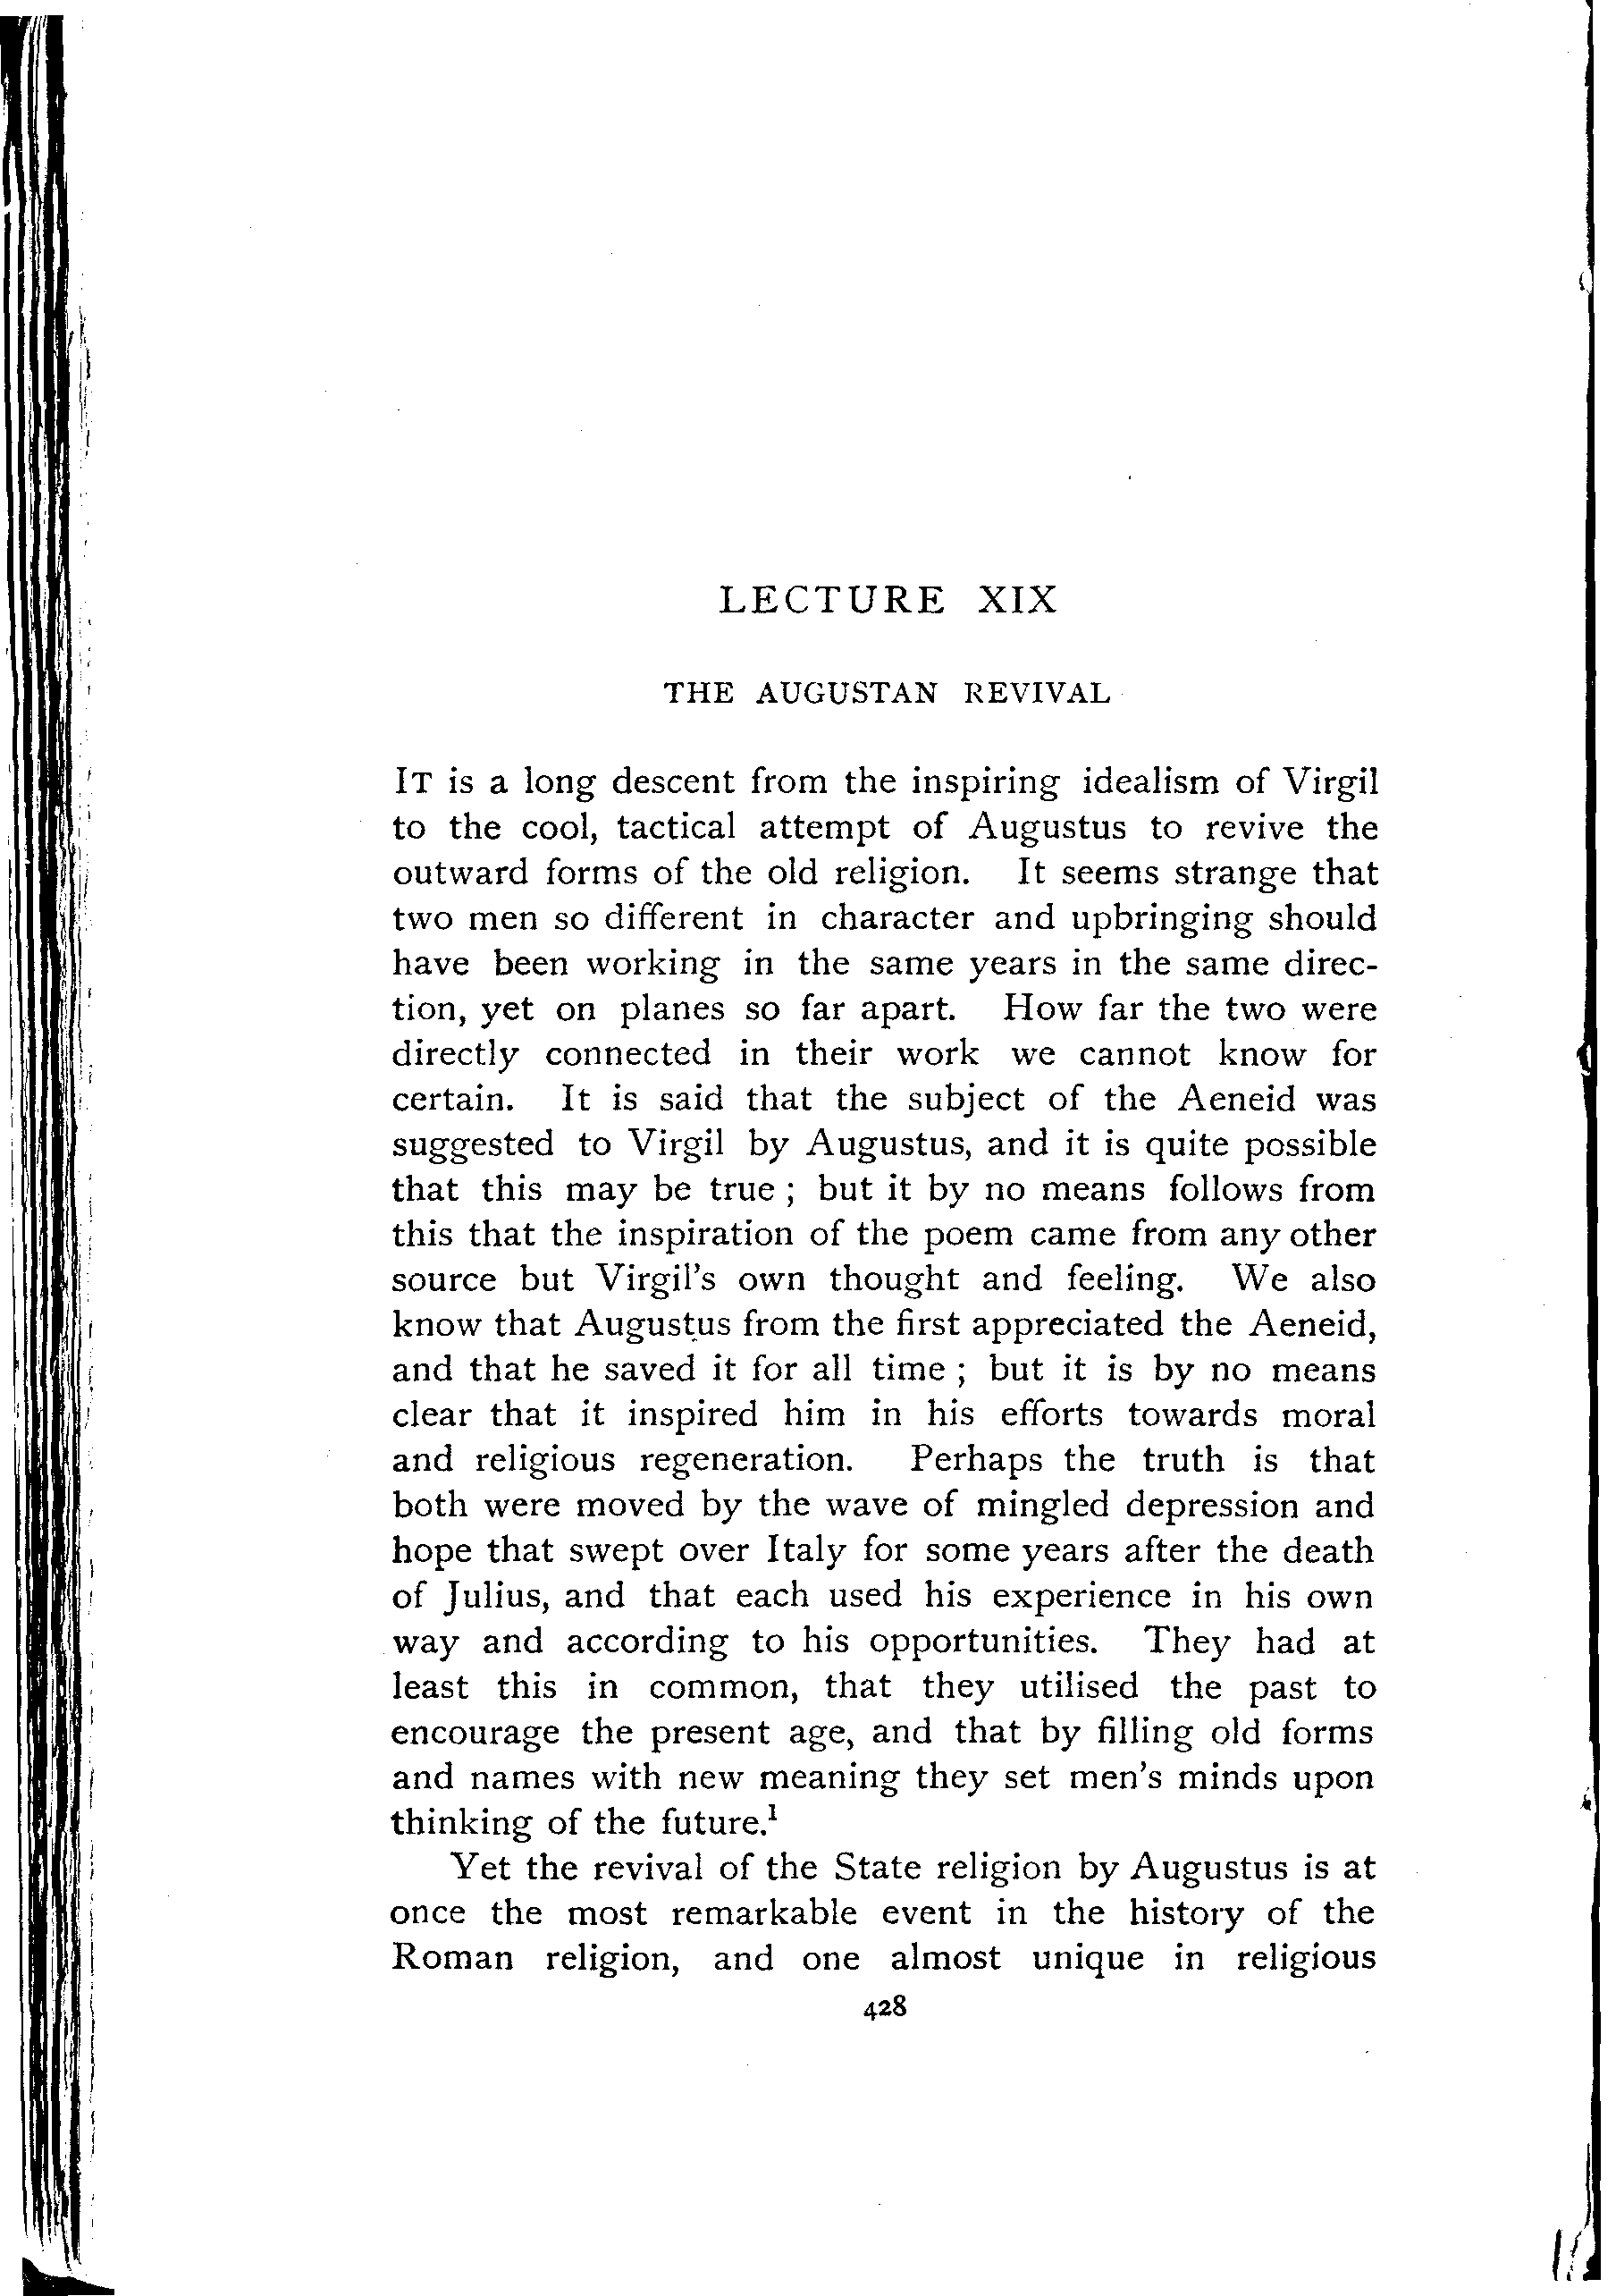 LECTURE XIX
THE AUGUSTAN REVIVAL
IT is a long descent from the inspiring idealism of Virgil
to the cool, tactical attempt of Augustus to revive the
outward forms of the old religion. It seems strange that
two men so different in character and upbringing should
have been working in the same years in the same direc-
tion, yet on planes so far apart. How far the two were
directly connected in their work we cannot know for
certain. It is said that the subject of the Aeneid was
suggested to Virgil by Augustus, and it is quite possible
that this may be true ; but it by no means follows from
this that the inspiration of the poem came from any other
source but Virgil's own thought and feeling. We also
know that Augustus from the first appreciated the Aeneid,
and that he saved it for all time ; but it is by no means
clear that it inspired him in his efforts towards moral
and religious regeneration. Perhaps the truth is that
both were moved by the wave of mingled depression and
hope that swept over Italy for some years after the death
of Julius, and that each used his experience in his own
way and according to his opportunities. They had at
least this in common, that they utilised the past to
encourage the present age, and that by filling old forms
and names with new meaning they set men's minds upon
thinking of the future.¹
Yet the revival of the State religion by Augustus is at
once the most remarkable event in the history of the
Roman religion, and one almost unique in religious
428